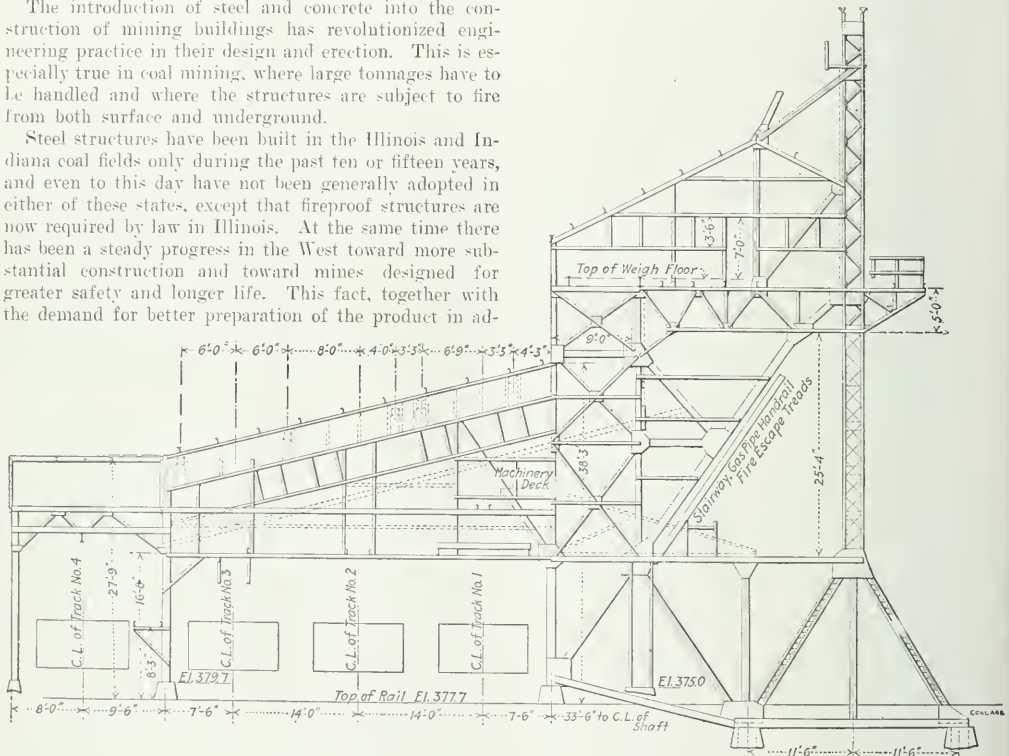 The introduction of steel and concrete into the con-
struction of mining buildings has revolutionized engi-
neering practice in their design and erection. This is es-
pecially true in coal mining, where large tonnages have to
be handled and where the structures are subject to fire
from both surface and underground.
Steel structures have been built in the Illinois and In-
diana coal fields only during the past ten or fifteen years,
and even to this day have not been generally adopted in
either of these states, except that fireproof structures are
now required by law in Illinois. At the same time there
has been a steady progress in the West toward more sub-
stantial construction and toward mines designed for
greater safety and longer life. This fact, together with
the demand for better preparation of the product in ad-
3'-6"
7'-0"
Top of Weigh Floor
5'-0"
9'-0"
6'-0" 6'-0" 8'-0" 4'-0" 3'3" 6'-9" 3'3" 4'-3"
Stairway, Gas Pipe Handrail
Fire Escape Treads
25'-4"
38'-3
Machinery
Deck
C.L. of Track No.4
27'-9"
16'-8"
8'-3"
C.L. of Track No.3
C.L. of Track No.2
C.L. of Track No.1
El. 379.7
El. 375.0
Top of Rail El. 377.7
8'-0" 9'-6" 7'-6" 14'-0" 14'-0" 7'-6" 33'-6" to C.L. of
Shaft
COAL AGE
11'-6" 11'-6"